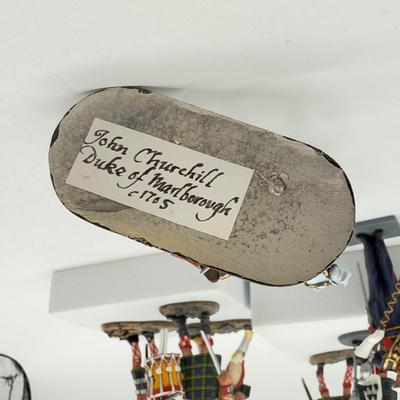 John Churchill
Duke of Marlborough
c1705